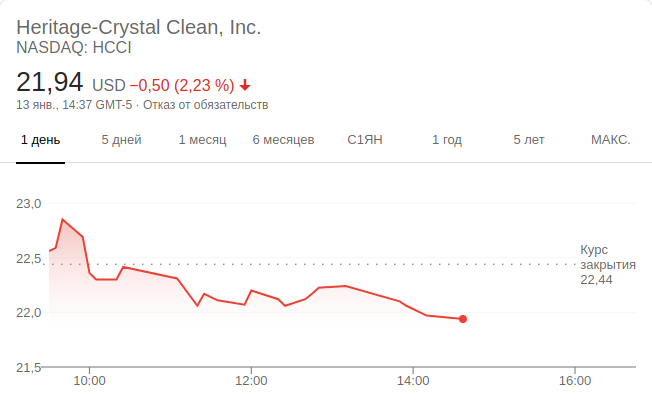 Heritage-Crystal Clean, Inc.
NASDAQ: HCCI
21,94 USD −0,50 (2,23 %)
13 янв., 14:37 GMT-5 · Отказ от обязательств
1 день 5 дней 1 месяц 6 месяцев С1ЯН 1 год 5 лет МАКС.
23,0
22,5
22,0
21,5
Курс
закрытия
22,44
10:00 12:00 14:00 16:00